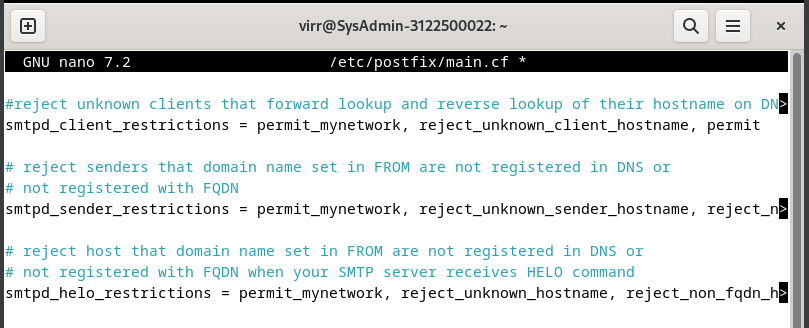 virr@SysAdmin-3122500022: ~
GNU nano 7.2 /etc/postfix/main.cf *
#reject unknown clients that forward lookup and reverse lookup of their hostname on DN>
smtpd_client_restrictions = permit_mynetwork, reject_unknown_client_hostname, permit
# reject senders that domain name set in FROM are not registered in DNS or
# not registered with FQDN
smtpd_sender_restrictions = permit_mynetwork, reject_unknown_sender_hostname, reject_n>
# reject host that domain name set in FROM are not registered in DNS or
# not registered with FQDN when your SMTP server receives HELO command
smtpd_helo_restrictions = permit_mynetwork, reject_unknown_hostname, reject_non_fqdn_h>